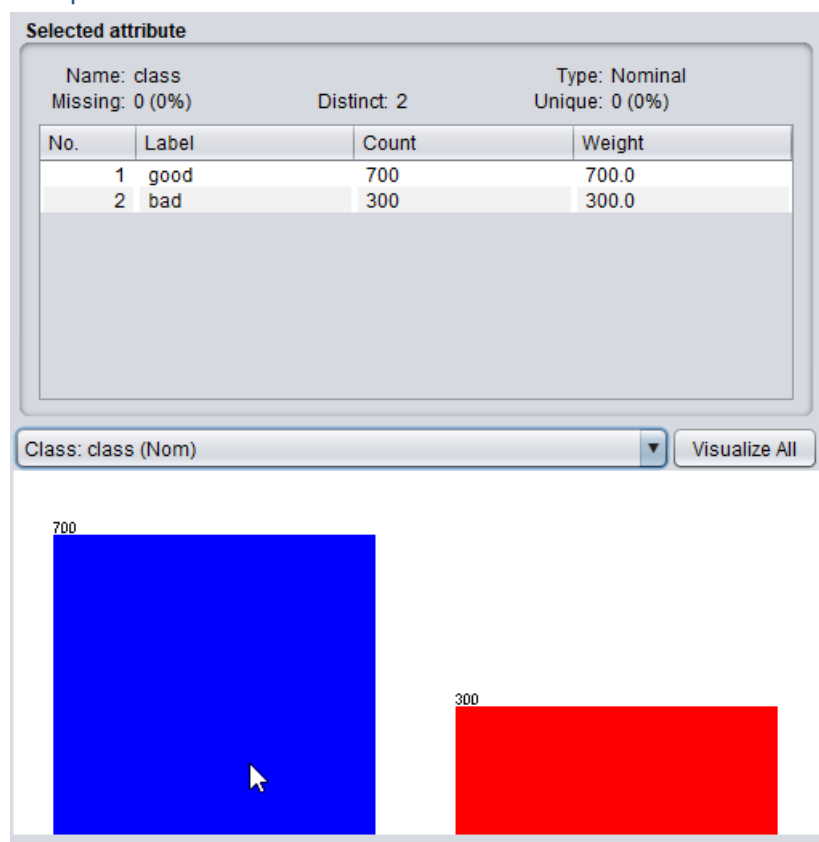 Selected attribute
Name: class Type: Nominal
Missing: 0 (0%) Distinct: 2 Unique: 0 (0%)
No. Label Count Weight
1 good 700 700.0
2 bad 300 300.0
Class: class (Nom) Visualize All
700
300